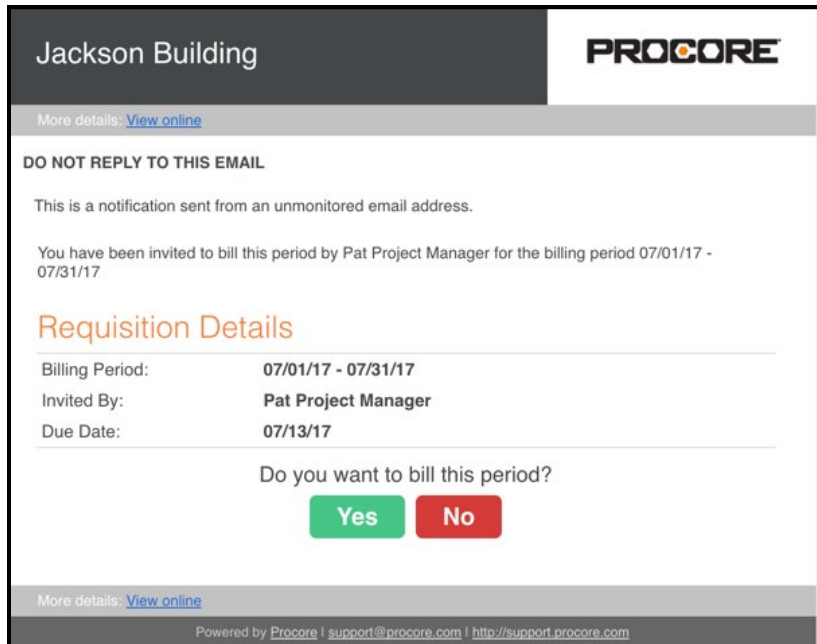 Jackson Building
PROCORE
More details: View online
DO NOT REPLY TO THIS EMAIL
This is a notification sent from an unmonitored email address.
You have been invited to bill this period by Pat Project Manager for the billing period 07/01/17 -
07/31/17
Requisition Details
Billing Period: 07/01/17 - 07/31/17
Invited By: Pat Project Manager
Due Date: 07/13/17
Do you want to bill this period?
Yes No
More details: View online
Powered by Procore | support@procore.com | http://support.procore.com